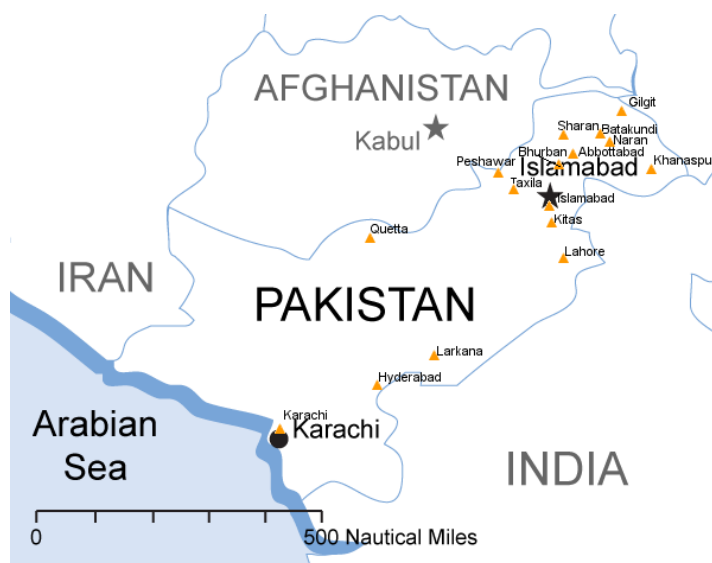 AFGHANISTAN
Kabul
Gilgit
Sharan
Batakundi
Naran
Bhurban
Abbottabad
Peshawar
Islamabad
Khanaspu
Taxila
Islamabad
Kitas
Quetta
Lahore
IRAN
PAKISTAN
Larkana
Hyderabad
Karachi
Karachi
Arabian
Sea
INDIA
0
500 Nautical Miles